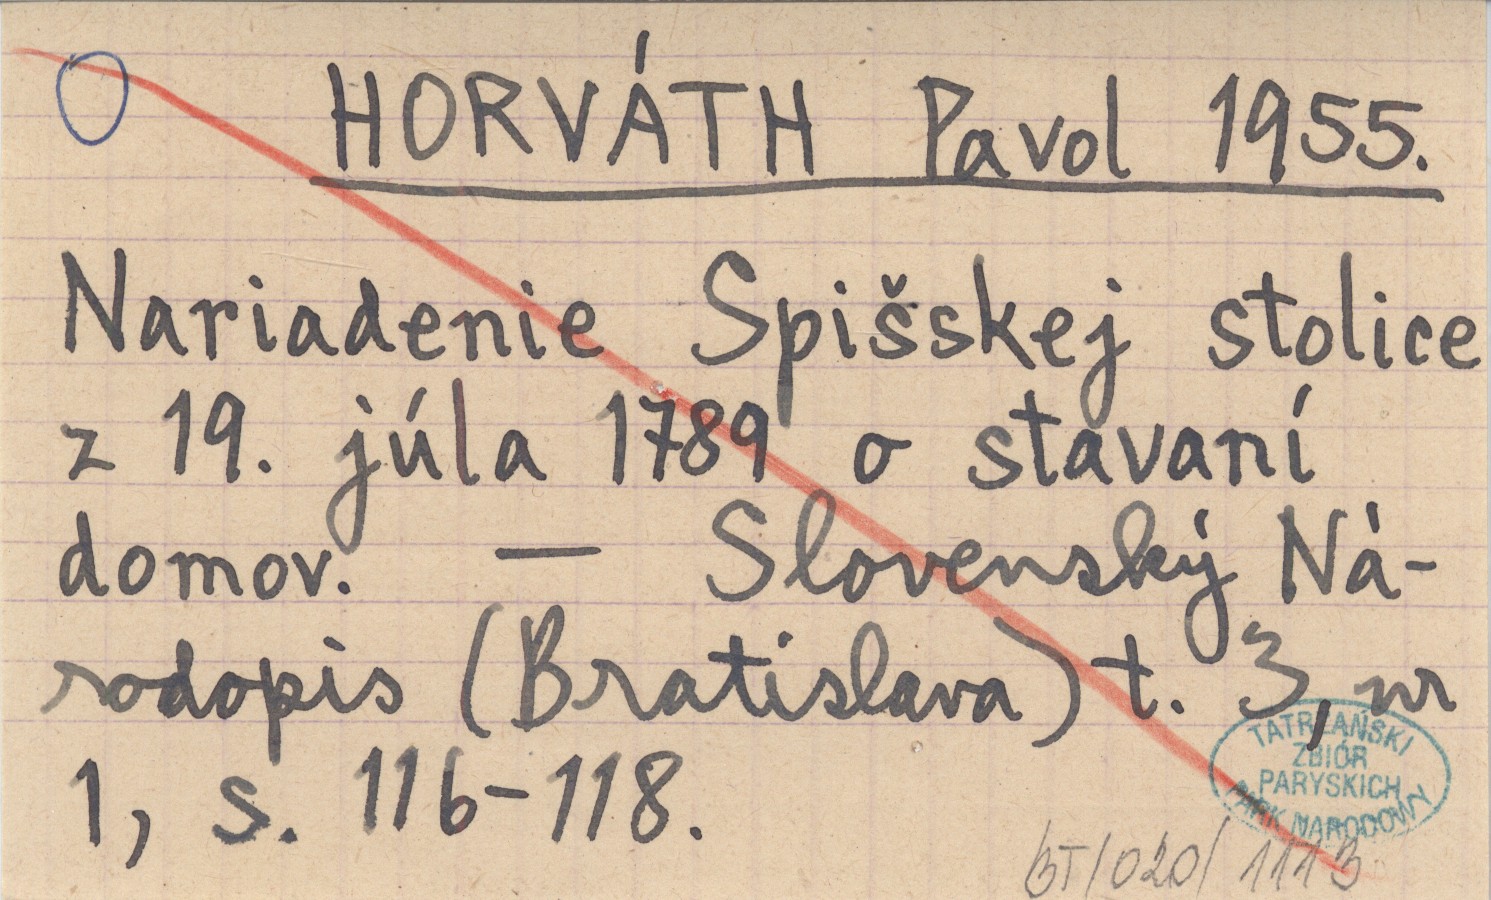 HORVÁTH Pavol 1955.
Nariadenie Spišskej stolice
z 19. júla 1789 o stavaní
domov. — Slovenský Ná-
rodopis (Bratislava) t. 3, nr
1, s. 116-118.
TATRZAŃSKI
ZBIÓR
PARYSKICH
PARK NARODOWY
BT/020/1113